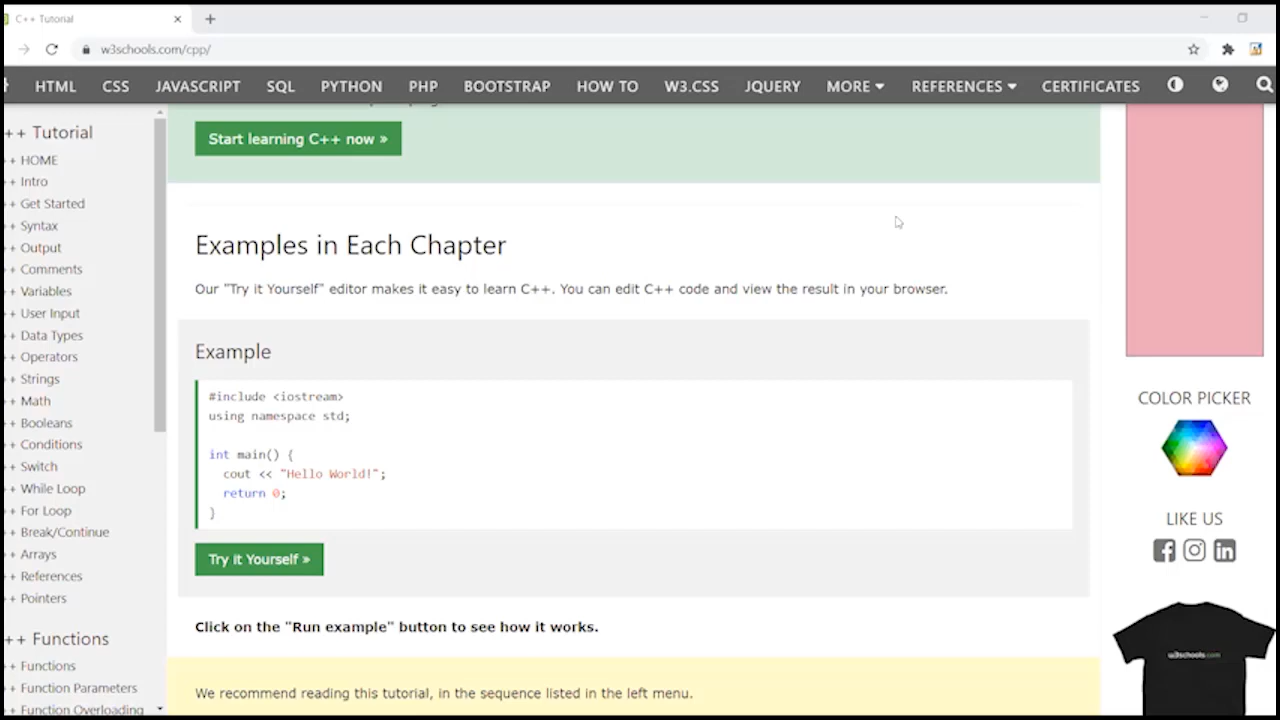 C++ Tutorial
w3schools.com/cpp/
HTML CSS JAVASCRIPT SQL PYTHON PHP BOOTSTRAP HOW TO W3.CSS JQUERY MORE REFERENCES CERTIFICATES
++ Tutorial
+ HOME
+ Intro
+ Get Started
+ Syntax
+ Output
+ Comments
+ Variables
+ User Input
+ Data Types
+ Operators
+ Strings
+ Math
+ Booleans
+ Conditions
+ Switch
+ While Loop
+ For Loop
+ Break/Continue
+ Arrays
+ References
+ Pointers
++ Functions
+ Functions
+ Function Parameters
+ Function Overloading
Start learning C++ now »
Examples in Each Chapter
Our "Try it Yourself" editor makes it easy to learn C++. You can edit C++ code and view the result in your browser.
Example
#include <iostream>
using namespace std;
int main() {
cout << "Hello World!";
return 0;
}
Try it Yourself »
Click on the "Run example" button to see how it works.
We recommend reading this tutorial, in the sequence listed in the left menu.
COLOR PICKER
LIKE US
w3schools.com